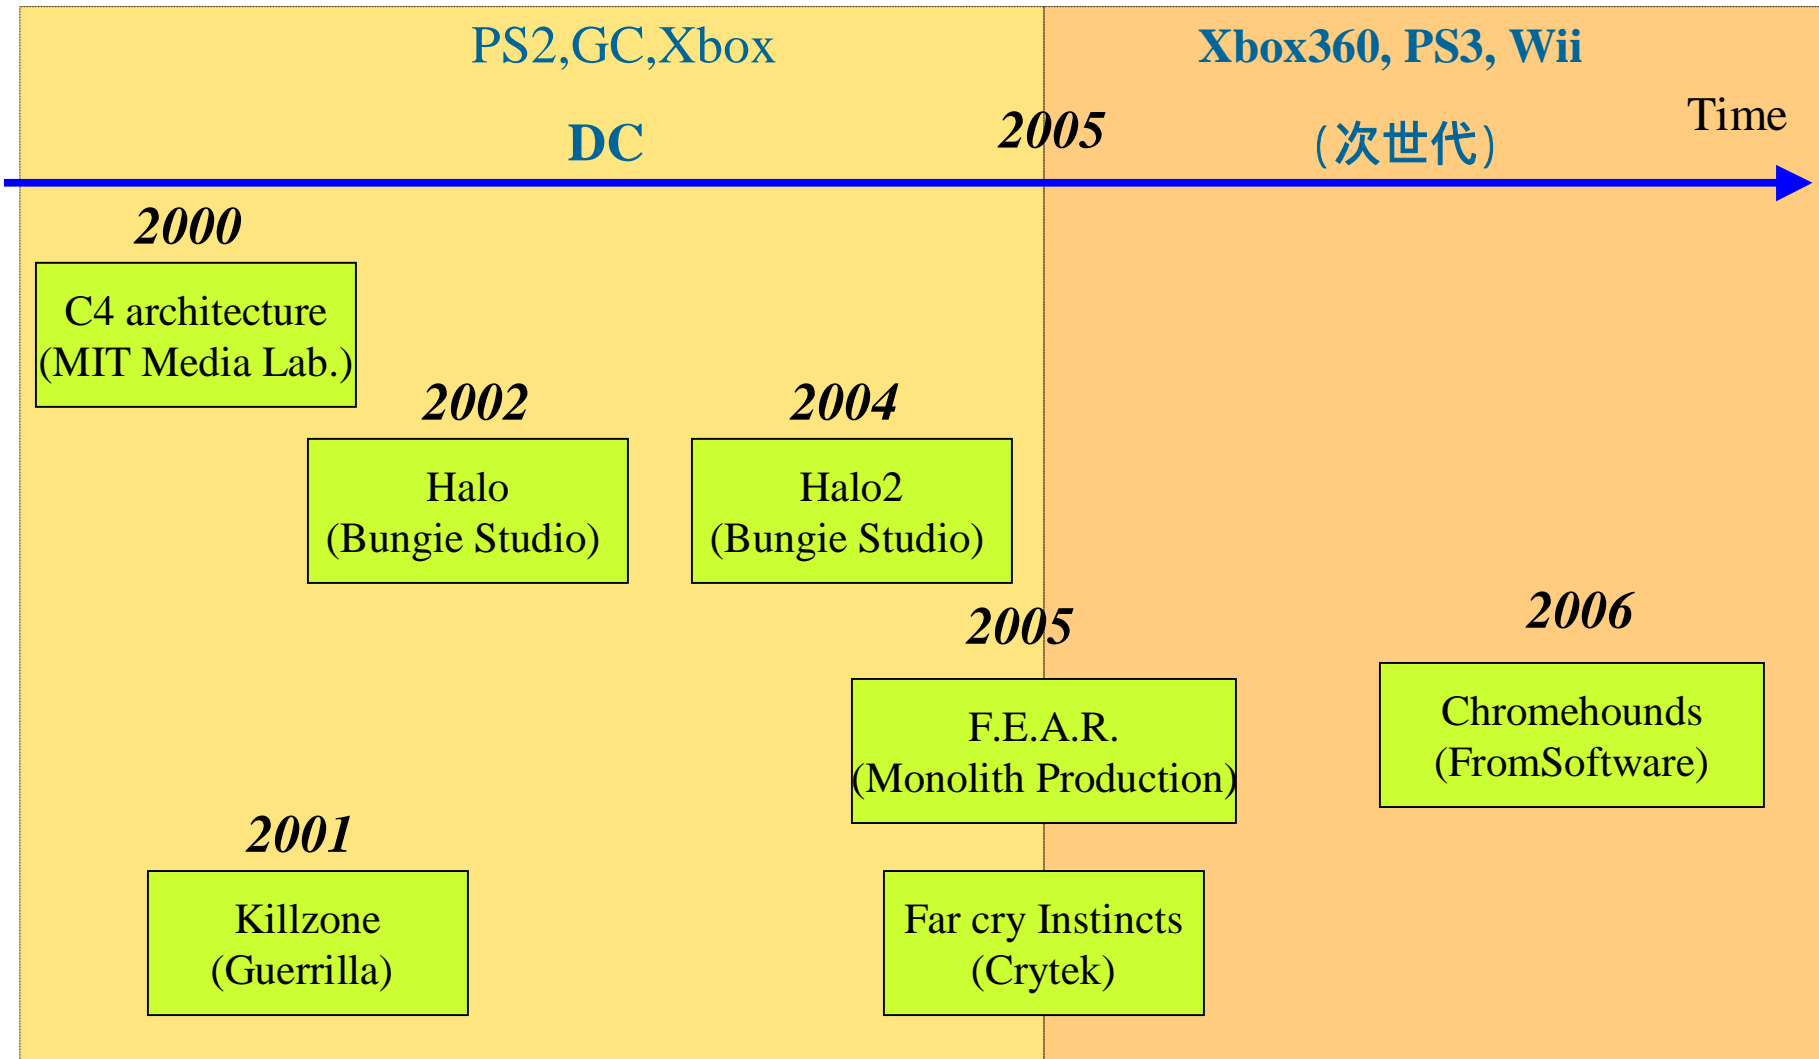 PS2,GC,Xbox
Xbox360, PS3, Wii
DC
2005
(次世代)
Time
2000
C4 architecture
(MIT Media Lab.)
2002
Halo
(Bungie Studio)
2004
Halo2
(Bungie Studio)
2005
F.E.A.R.
(Monolith Production)
2006
Chromehounds
(FromSoftware)
2001
Killzone
(Guerrilla)
Far cry Instincts
(Crytek)